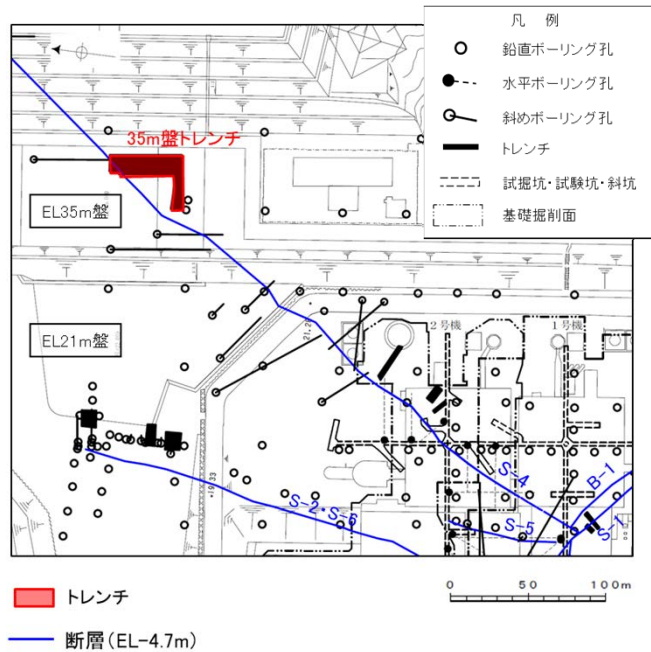 凡 例
鉛直ボーリング孔
水平ボーリング孔
斜めボーリング孔
トレンチ
試掘坑・試験坑・斜坑
基礎掘削面
35m盤トレンチ
EL35m盤
EL21m盤
21.20
2号機
1号機
19.33
S-2・S-6
S-4
S-5
B-1
S-1
0 50 100m
トレンチ
断層(EL-4.7m)